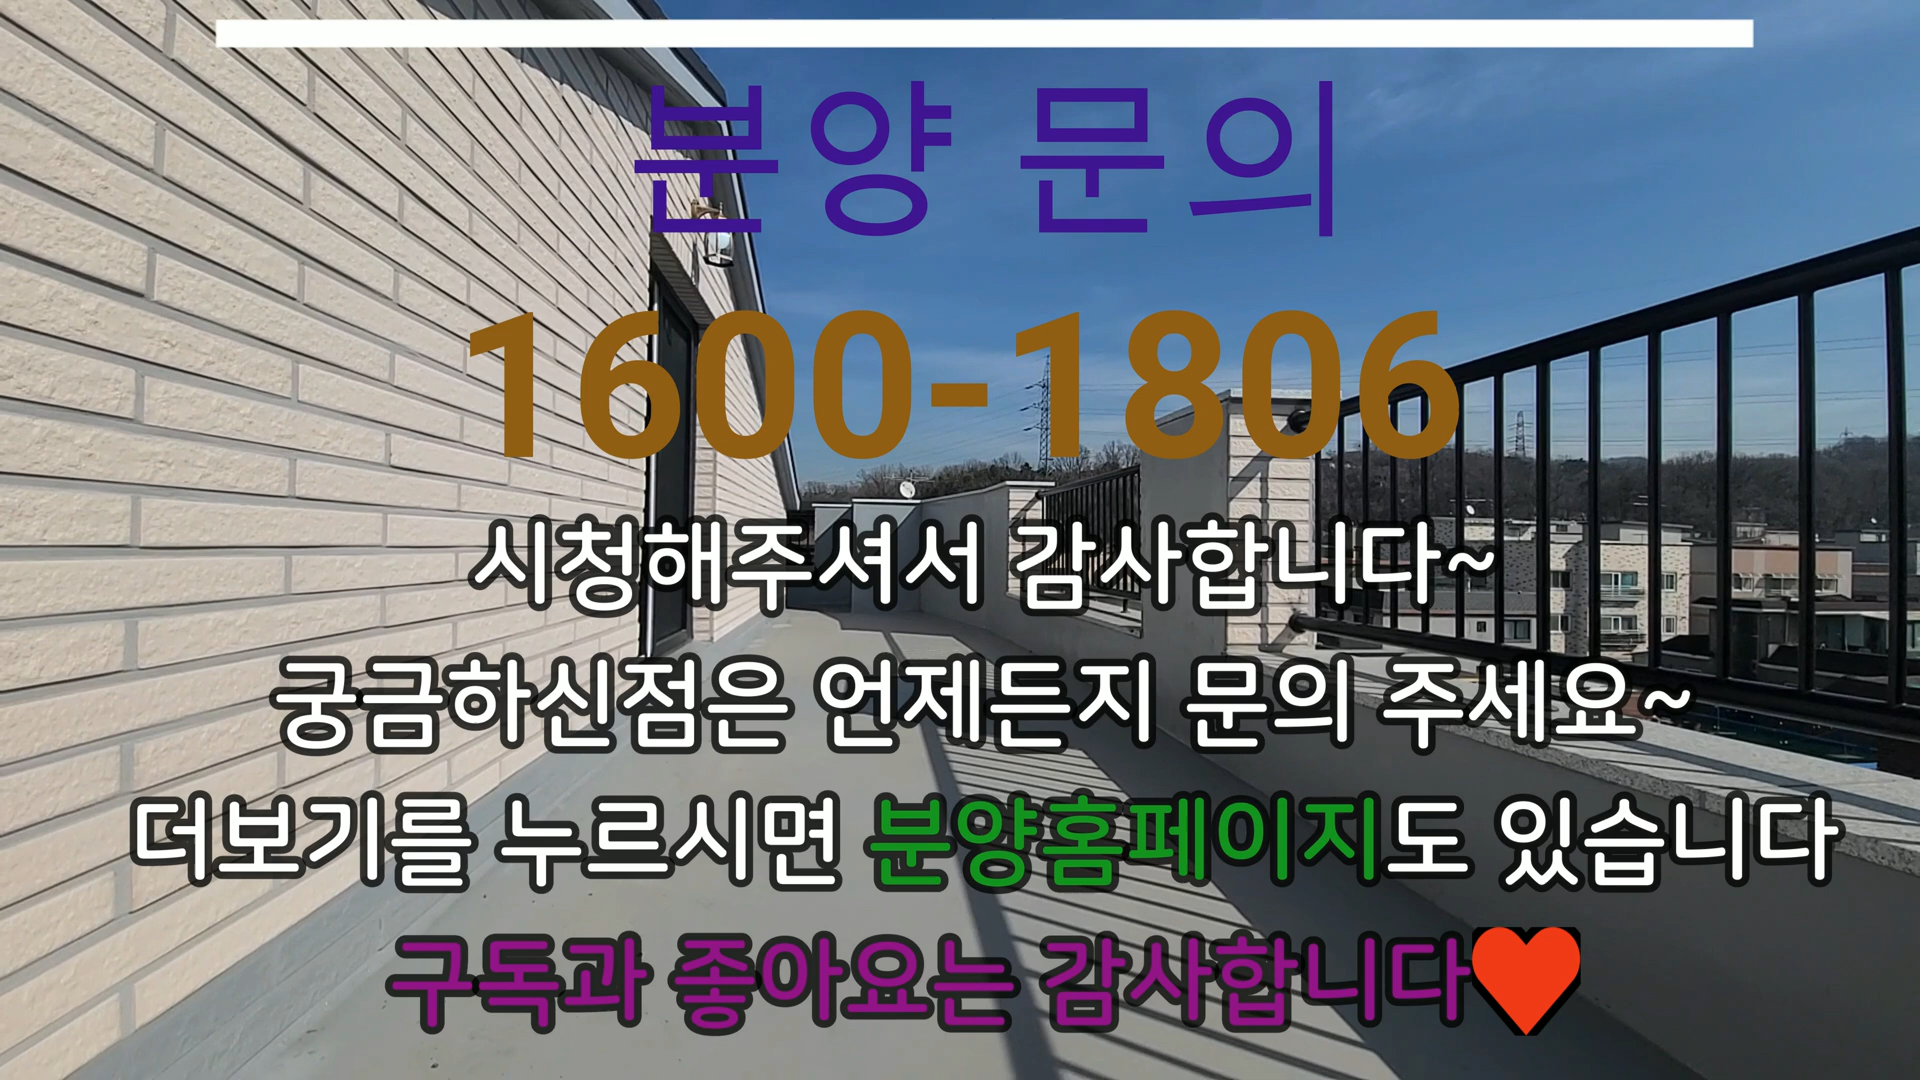 분양 문의
1600-1806
시청해주셔서 감사합니다~
궁금하신점은 언제든지 문의 주세요~
더보기를 누르시면 분양홈페이지도 있습니다
구독과 좋아요는 감사합니다❤